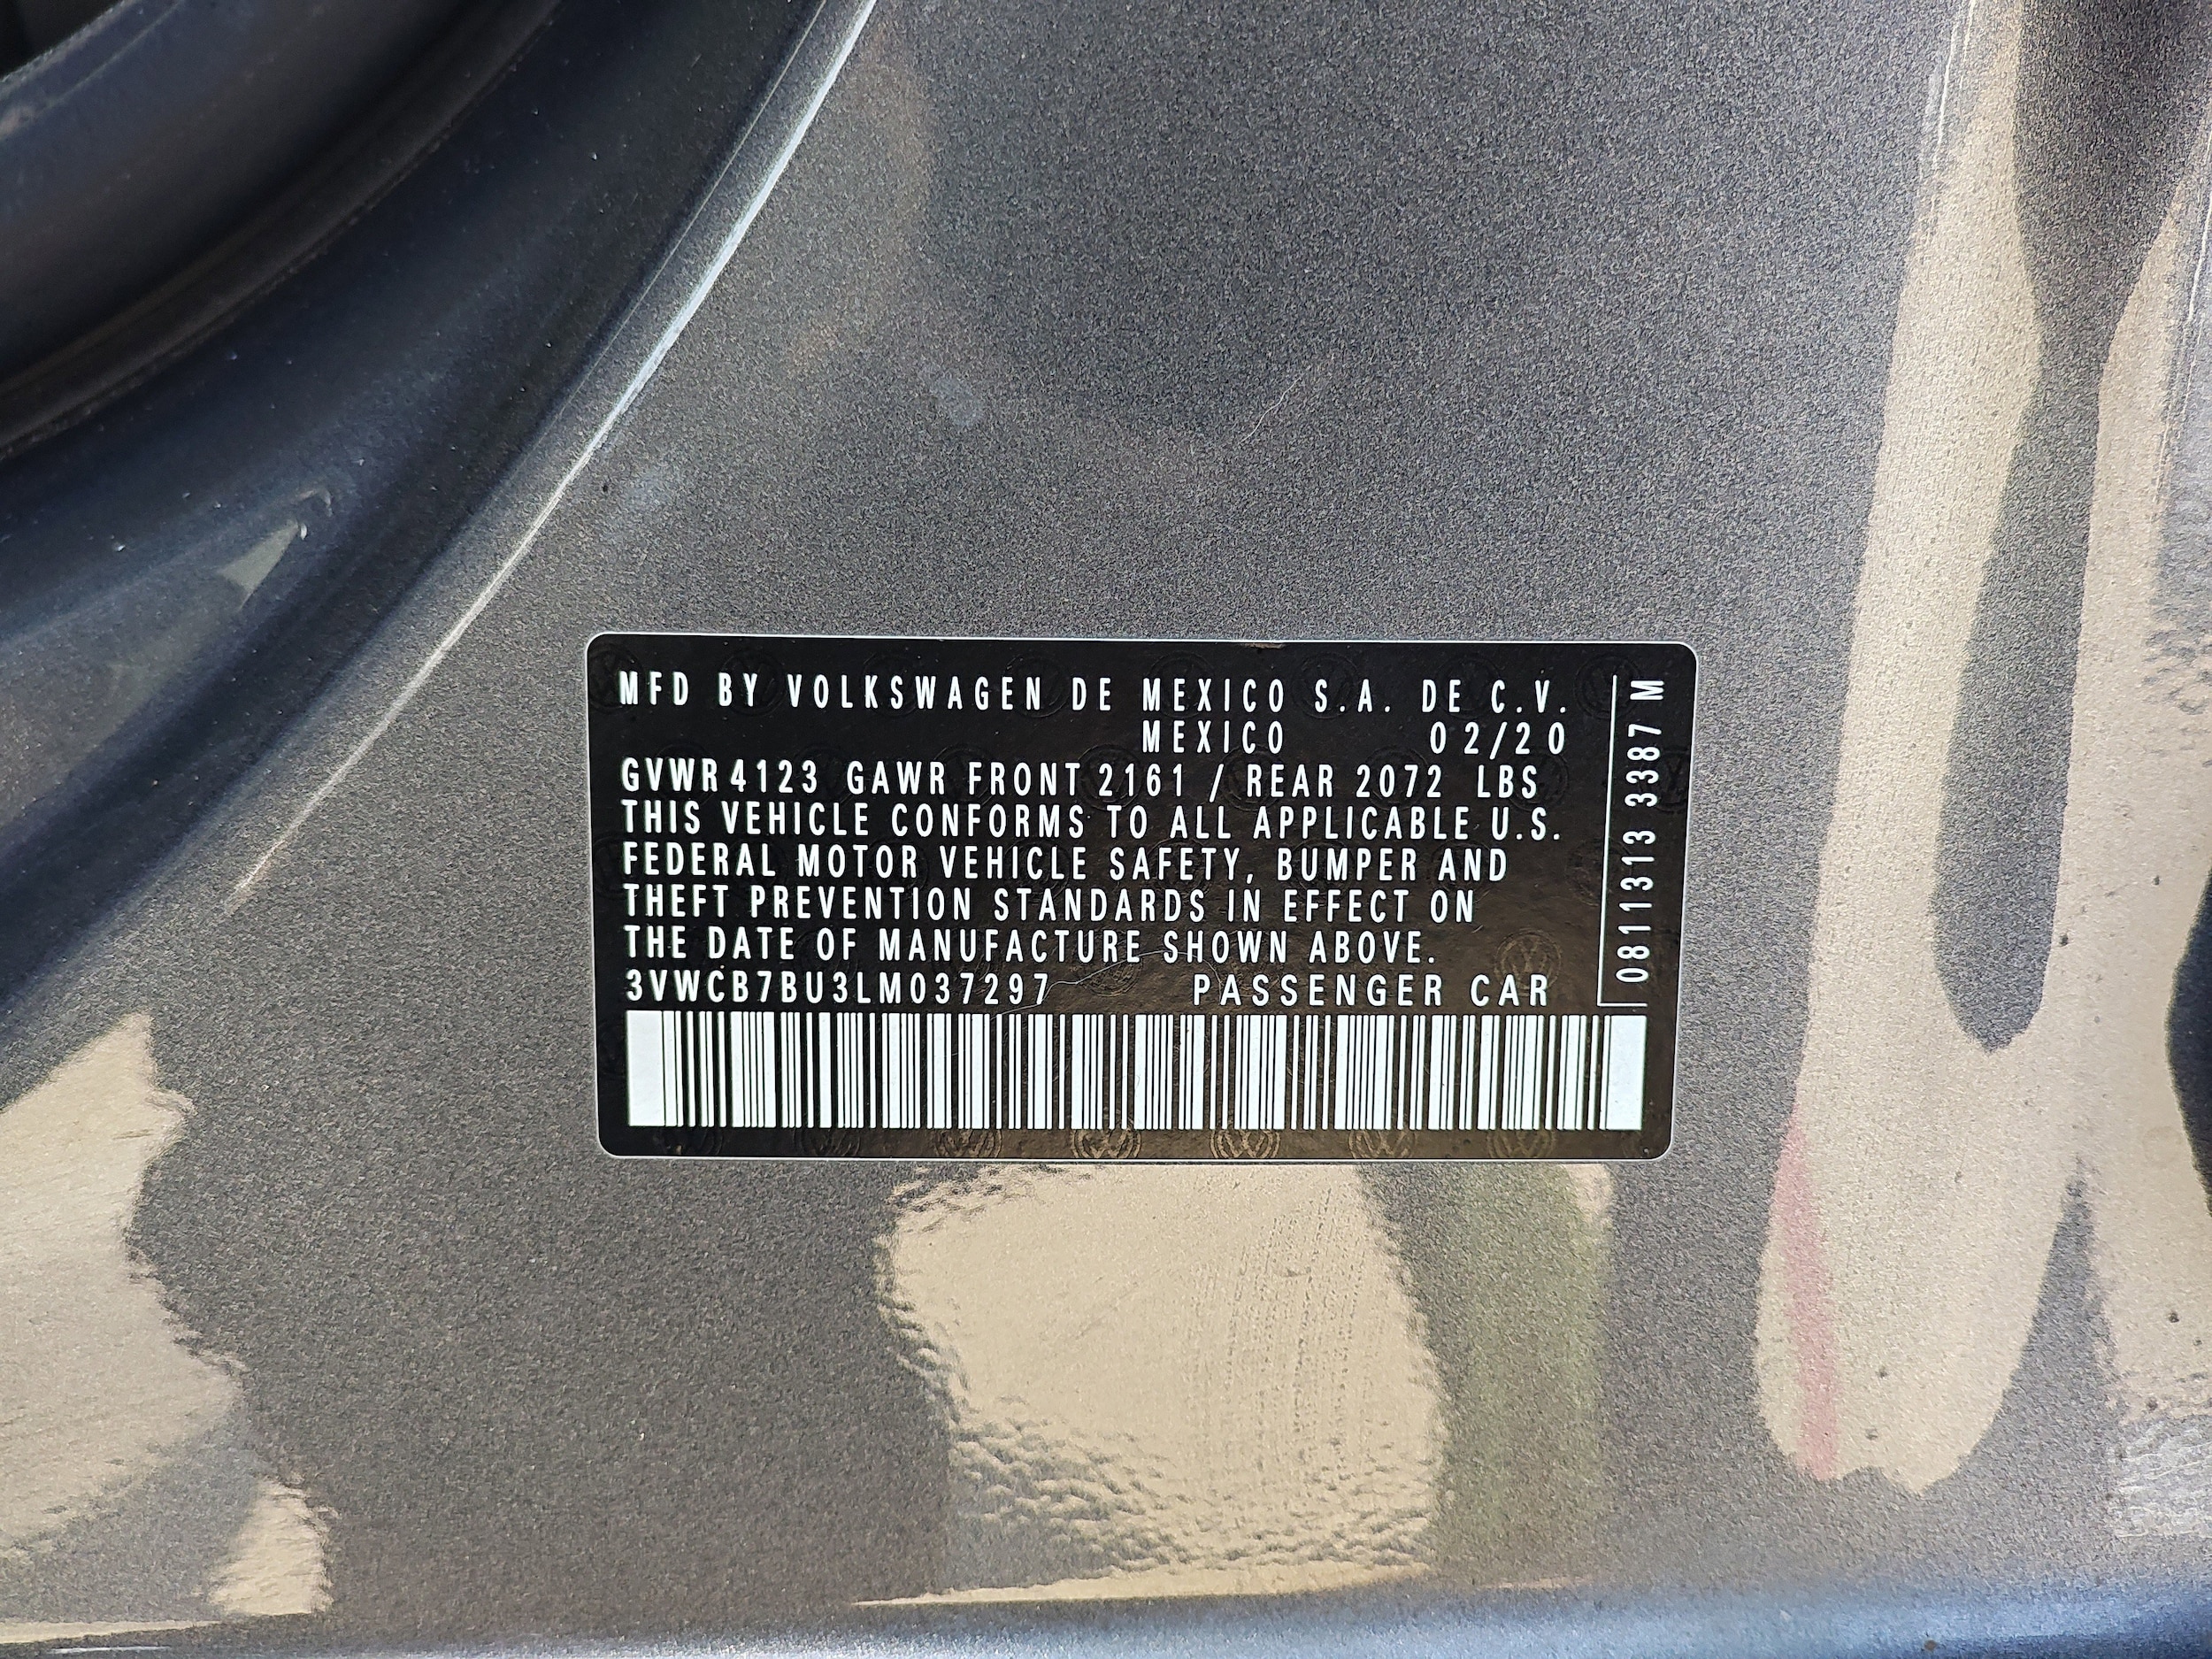 MFD BY VOLKSWAGEN DE MEXICO S.A. DE C.V.
MEXICO 02/20
GVWR 4123 GAWR FRONT 2161 / REAR 2072 LBS
THIS VEHICLE CONFORMS TO ALL APPLICABLE U.S.
FEDERAL MOTOR VEHICLE SAFETY, BUMPER AND
THEFT PREVENTION STANDARDS IN EFFECT ON
THE DATE OF MANUFACTURE SHOWN ABOVE.
3VWCB7BU3LM037297 PASSENGER CAR
0811313 3387 M